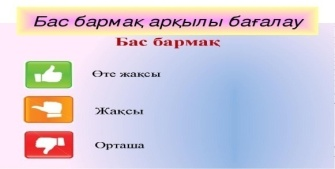 Бас бармақ арқылы бағалау
Бас бармақ
Өте жақсы
Жақсы
Орташа